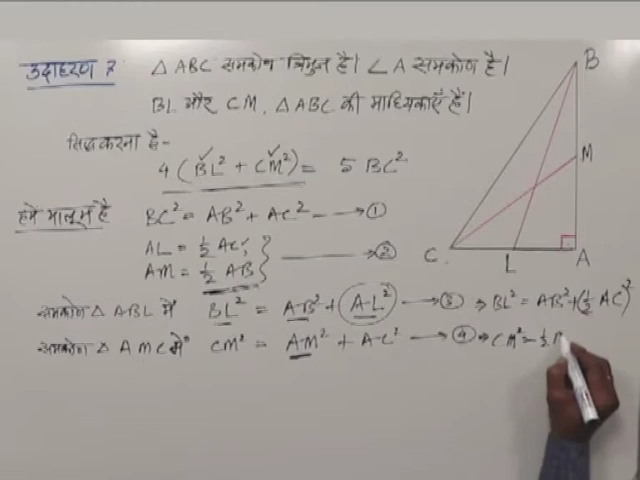 उदाहरण 7 △ABC समकोण त्रिभुज है। ∠A समकोण है।
BL और CM, △ABC की माध्यिकाएँ हैं।
सिद्ध करना है-
4(BL² + CM²) = 5 BC²
हमे मालूम है BC² = AB² + AC² → ①
AL = ½ AC;
AM = ½ AB } → ②
समकोण △ABL में BL² = AB² + AL² → ③ ⇒ BL² = AB² + (½ AC)²
समकोण △AMC में CM² = AM² + AC² → ④ ⇒ CM² = ½
B
M
C
L
A